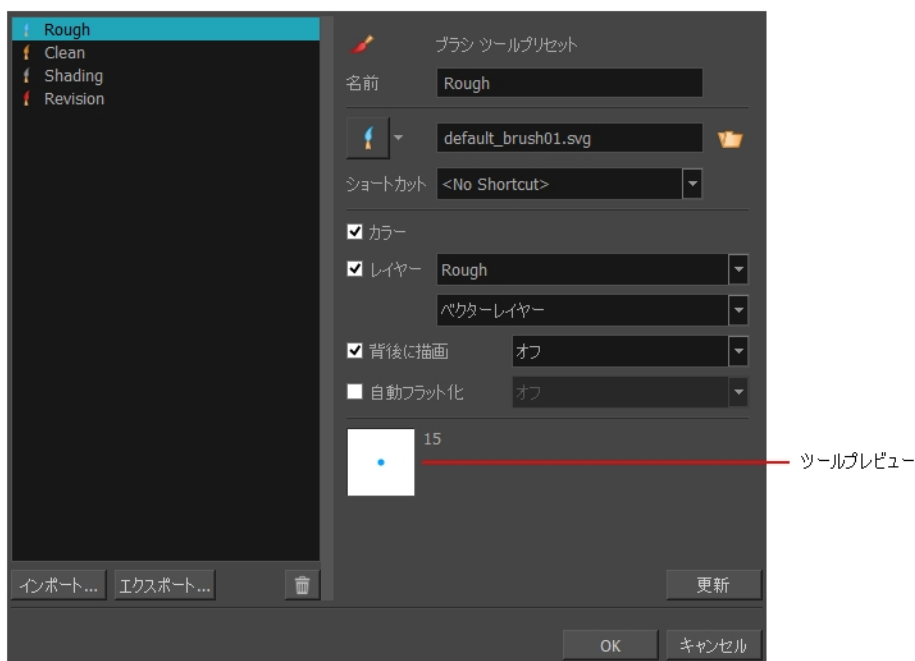 Rough
Clean
Shading
Revision
ブラシ ツールプリセット
名前
Rough
default_brush01.svg
ショートカット
<No Shortcut>
カラー
レイヤー
Rough
ベクターレイヤー
背後に描画
オフ
自動フラット化
オフ
15
ツールプレビュー
インポート...
エクスポート...
更新
OK
キャンセル